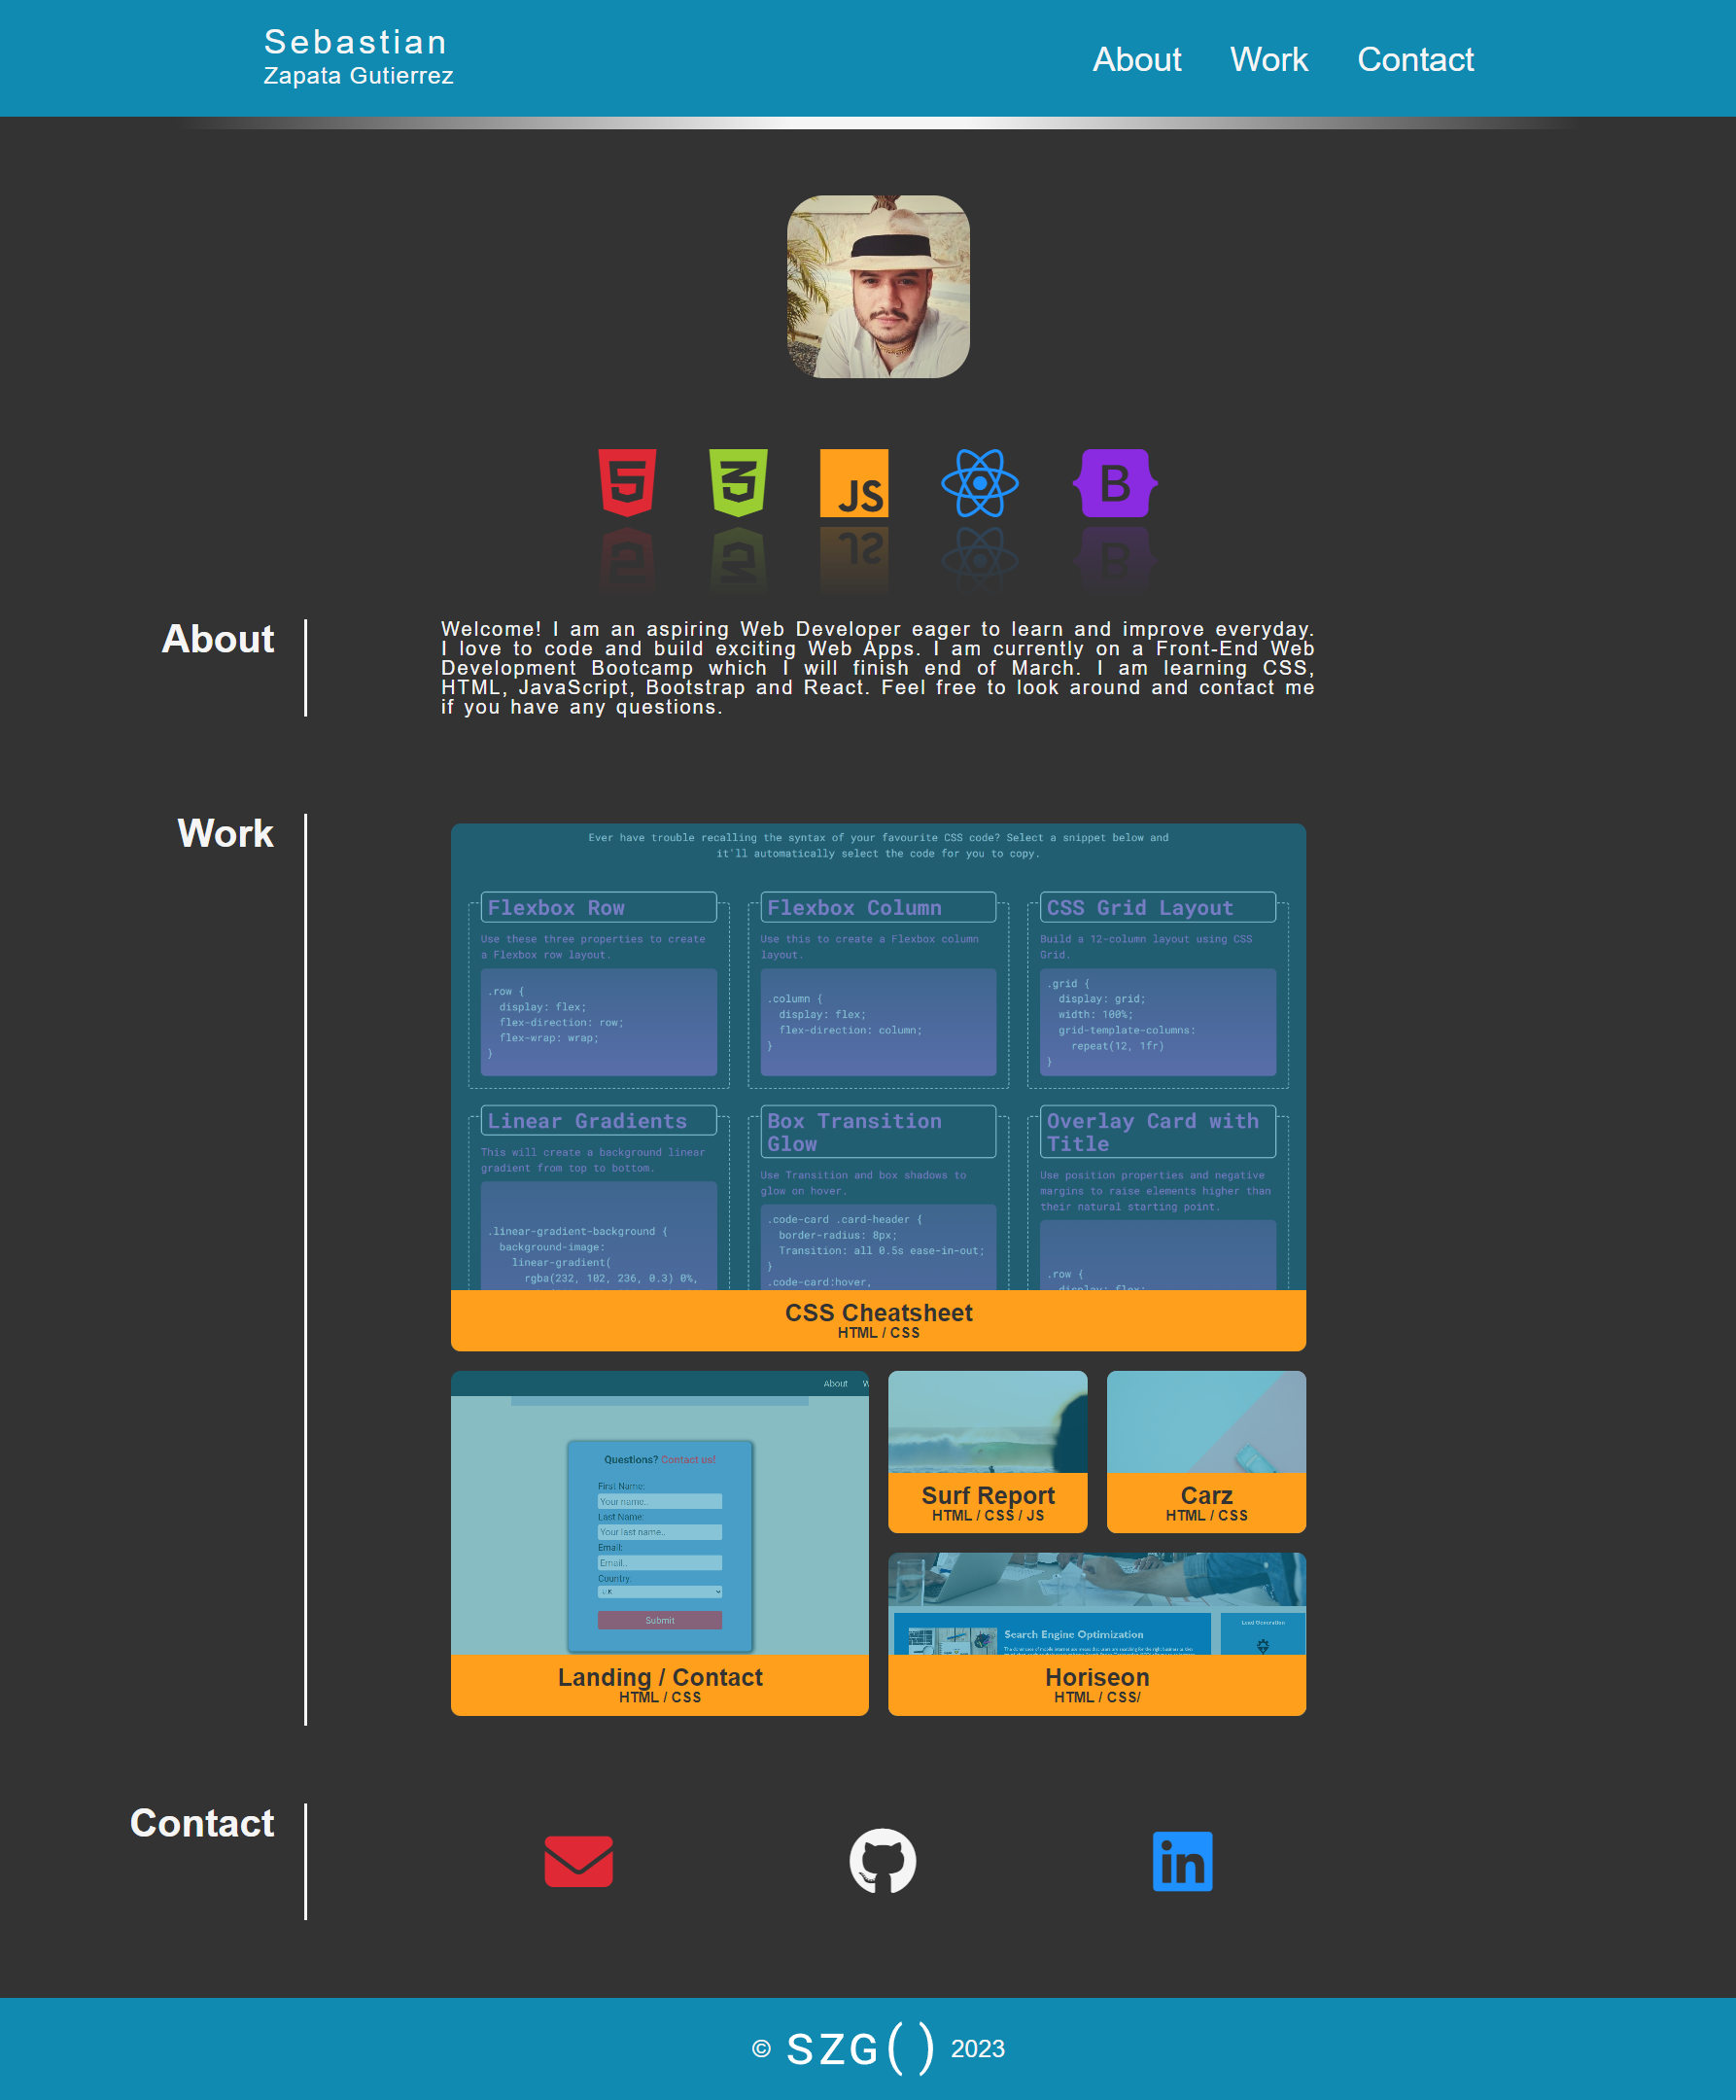 Sebastian
Zapata Gutierrez
About Work Contact
JS
B
About
Welcome! I am an aspiring Web Developer eager to learn and improve everyday.
I love to code and build exciting Web Apps. I am currently on a Front-End Web
Development Bootcamp which I will finish end of March. I am learning CSS,
HTML, JavaScript, Bootstrap and React. Feel free to look around and contact me
if you have any questions.
Work
Ever have trouble recalling the syntax of your favourite CSS code? Select a snippet below and
it'll automatically select the code for you to copy.
Flexbox Row
Use these three properties to create
a Flexbox row layout.
.row {
display: flex;
flex-direction: row;
flex-wrap: wrap;
}
Flexbox Column
Use this to create a Flexbox column
layout.
.column {
display: flex;
flex-direction: column;
}
CSS Grid Layout
Build a 12-column layout using CSS
Grid.
.grid {
display: grid;
width: 100%;
grid-template-columns:
repeat(12, 1fr)
}
Linear Gradients
This will create a background linear
gradient from top to bottom.
.linear-gradient-background {
background-image:
linear-gradient(
rgba(232, 102, 236, 0.3) 0%,
Box Transition
Glow
Use Transition and box shadows to
glow on hover.
.code-card .card-header {
border-radius: 8px;
Transition: all 0.5s ease-in-out;
}
.code-card:hover,
Overlay Card with
Title
Use position properties and negative
margins to raise elements higher than
their natural starting point.
.row {
display: flex;
CSS Cheatsheet
HTML / CSS
About W
Questions? Contact us!
First Name:
Your name..
Last Name:
Your last name..
Email:
Email..
Country:
UK
Submit
Landing / Contact
HTML / CSS
Surf Report
HTML / CSS / JS
Carz
HTML / CSS
Search Engine Optimization
Lead Generation
Horiseon
HTML / CSS/
Contact
in
© SZG( ) 2023